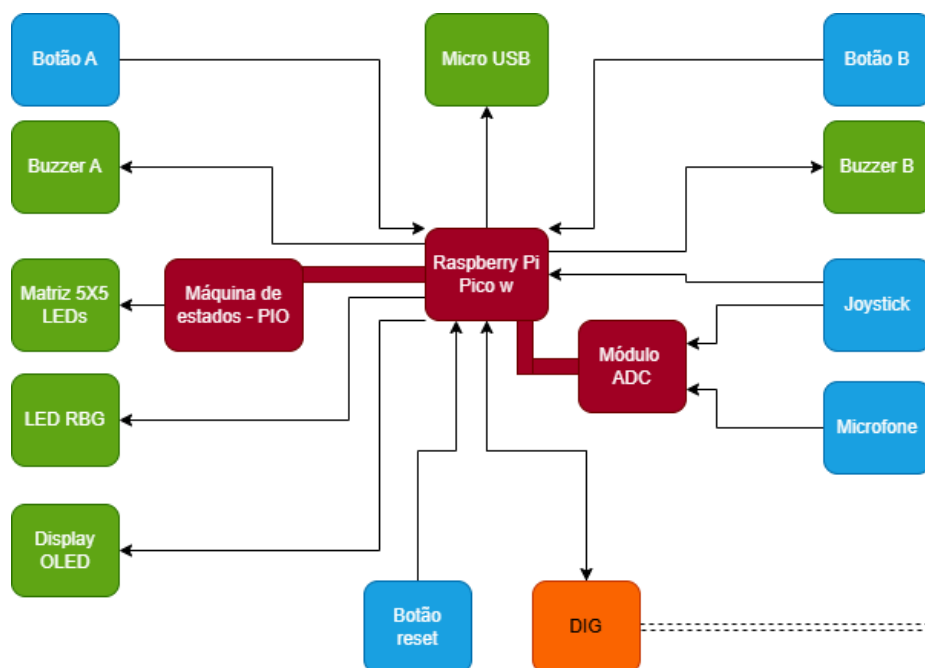 Botão A
Micro USB
Botão B
Buzzer A
Buzzer B
Raspberry Pi
Pico w
Matriz 5X5
LEDs
Máquina de
estados - PIO
Joystick
Módulo
ADC
LED RBG
Microfone
Display
OLED
Botão
reset
DIG